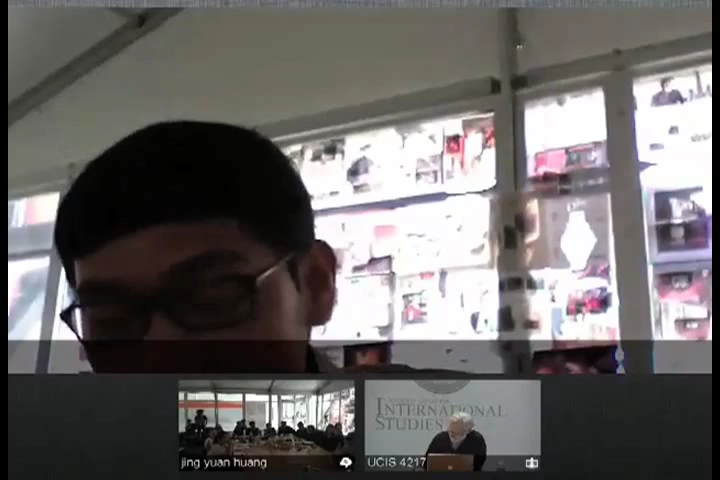 INTERNATIONAL
STUDIES
jing yuan huang
UCIS 4217